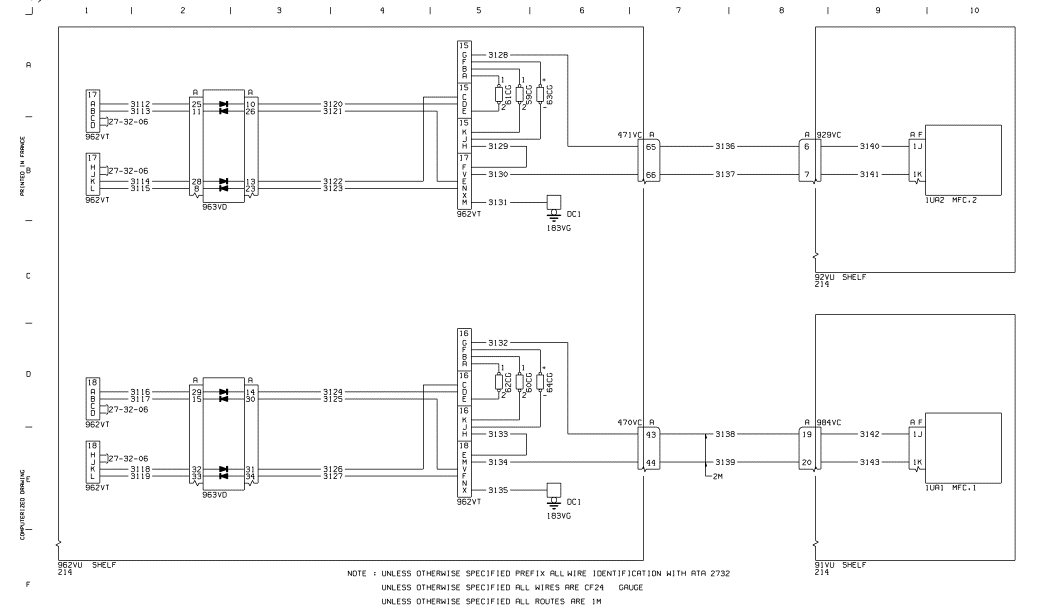 1 2 3 4 5 6 7 8 9 10
A
B
C
D
E
F
PRINTED IN FRANCE
COMPUTERIZED DRAWING
17
A 3112 25 A A 10 3120
B 3113 11 26 3121
C
D 27-32-06
962VT
17
H
J 27-32-06
K 3114 28 13 3122
L 3115 8 23 3123
962VT
963VD
15
G 3128
F
B
A
15
C
D
E
15
K
J
H 3129
17
F
V 3130
E
N
X
M 3131
962VT
1 61CG 2
1 59CG 2
+ 63CG -
DC1
183VG
471VC A
65 3136
66 3137
A 929VC
6 3140
7 3141
A F
1J
1K
1UA2 MFC.2
92VU SHELF
214
18
A 3116 29 A A 14 3124
B 3117 15 30 3125
C
D 27-32-06
962VT
18
H
J 27-32-06
K 3118 32 31 3126
L 3119 33 34 3127
962VT
963VD
16
G 3132
F
B
A
16
C
D
E
16
K
J
H 3133
18
E
M 3134
V
F
N
X 3135
962VT
1 62CG 2
1 60CG 2
+ 64CG -
DC1
183VG
470VC A
43 3138
44 3139
2M
A 984VC
19 3142
20 3143
A F
1J
1K
1UA1 MFC.1
962VU SHELF
214
91VU SHELF
214
NOTE : UNLESS OTHERWISE SPECIFIED PREFIX ALL WIRE IDENTIFICATION WITH ATA 2732
UNLESS OTHERWISE SPECIFIED ALL WIRES ARE CF24 GAUGE
UNLESS OTHERWISE SPECIFIED ALL ROUTES ARE 1M